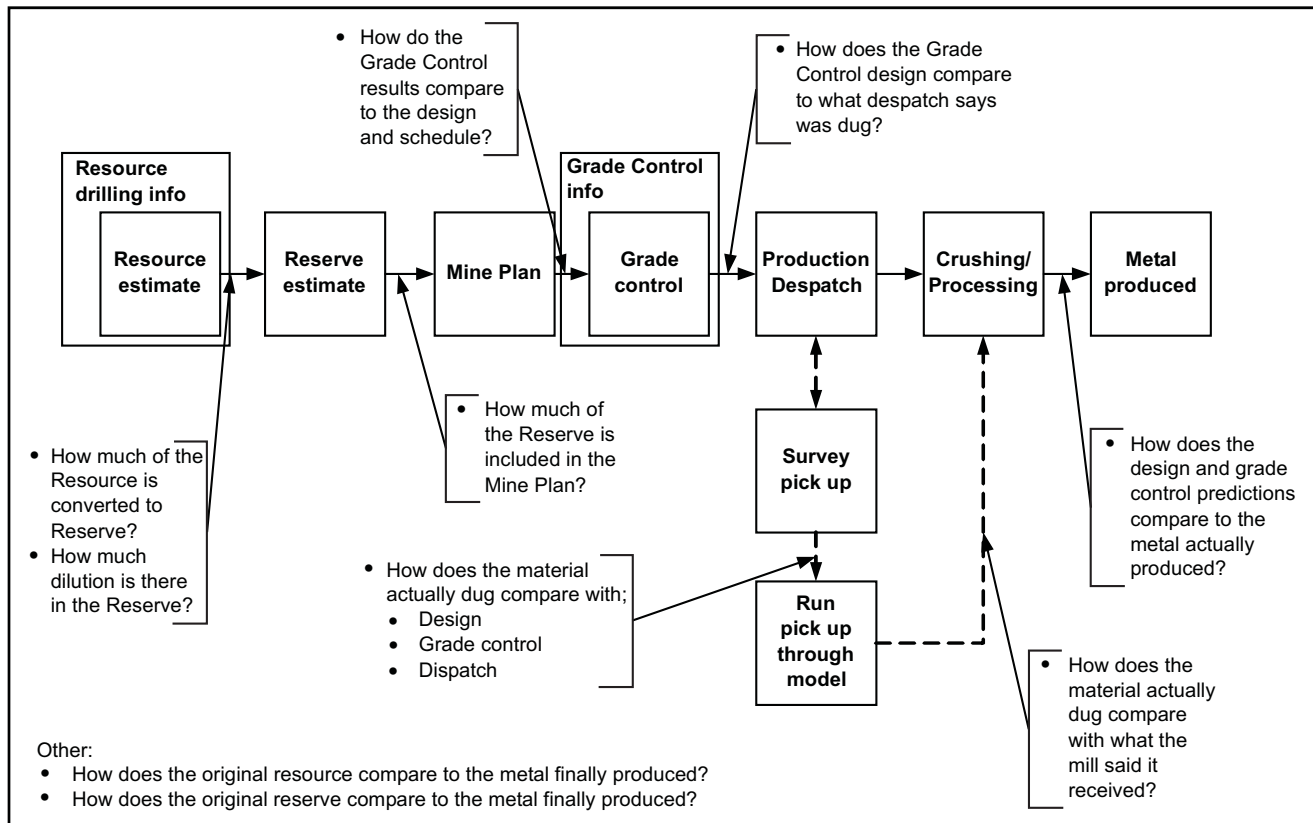 • How do the
Grade Control
results compare
to the design
and schedule?
• How does the Grade
Control design compare
to what despatch says
was dug?
Resource
drilling info
Grade Control
info
Resource
estimate
Reserve
estimate
Mine Plan
Grade
control
Production
Despatch
Crushing/
Processing
Metal
produced
• How much of the
Resource is
converted to
Reserve?
• How much
dilution is there
in the Reserve?
• How much of
the Reserve is
included in the
Mine Plan?
Survey
pick up
• How does the
design and grade
control predictions
compare to the
metal actually
produced?
• How does the material
actually dug compare with;
• Design
• Grade control
• Dispatch
Run
pick up
through
model
• How does the
material actually
dug compare
with what the
mill said it
received?
Other:
• How does the original resource compare to the metal finally produced?
• How does the original reserve compare to the metal finally produced?